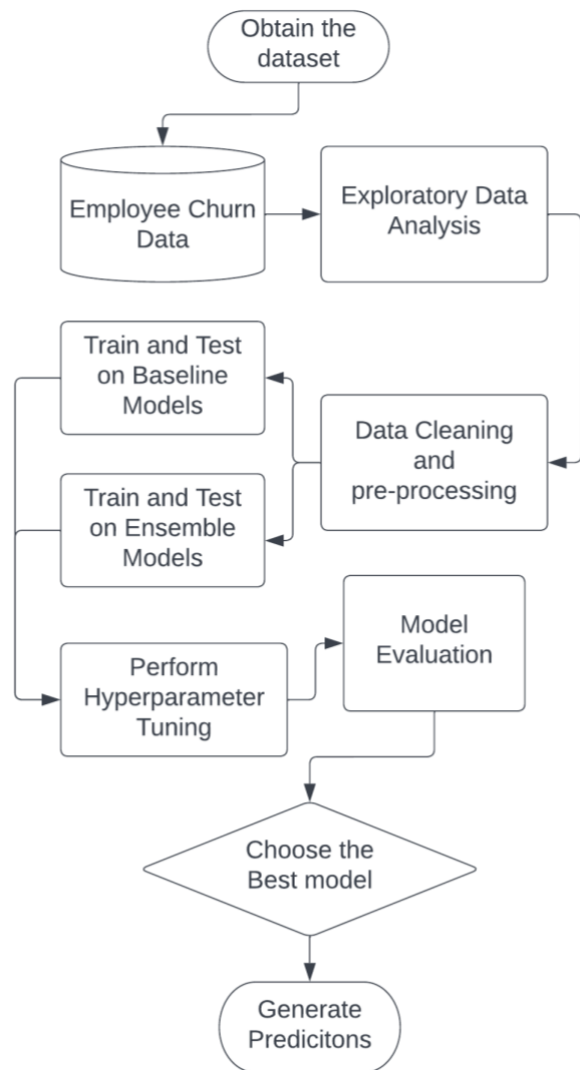 Obtain the
dataset
Employee Churn
Data
Exploratory Data
Analysis
Train and Test
on Baseline
Models
Data Cleaning
and
pre-processing
Train and Test
on Ensemble
Models
Perform
Hyperparameter
Tuning
Model
Evaluation
Choose the
Best model
Generate
Predicitons